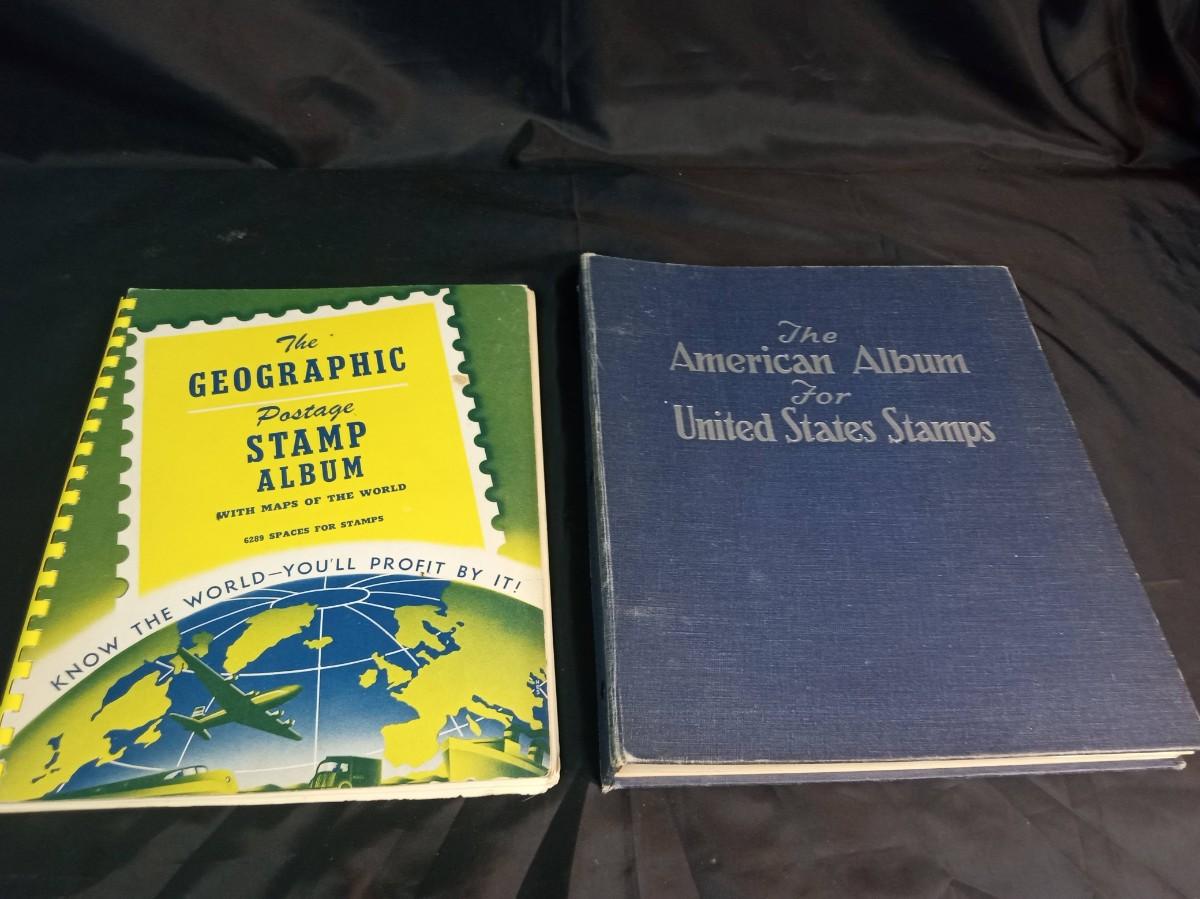 The
GEOGRAPHIC
Postage
STAMP
ALBUM
WITH MAPS OF THE WORLD
6289 SPACES FOR STAMPS
KNOW THE WORLD—YOU'LL PROFIT BY IT!
The
American Album
For
United States Stamps